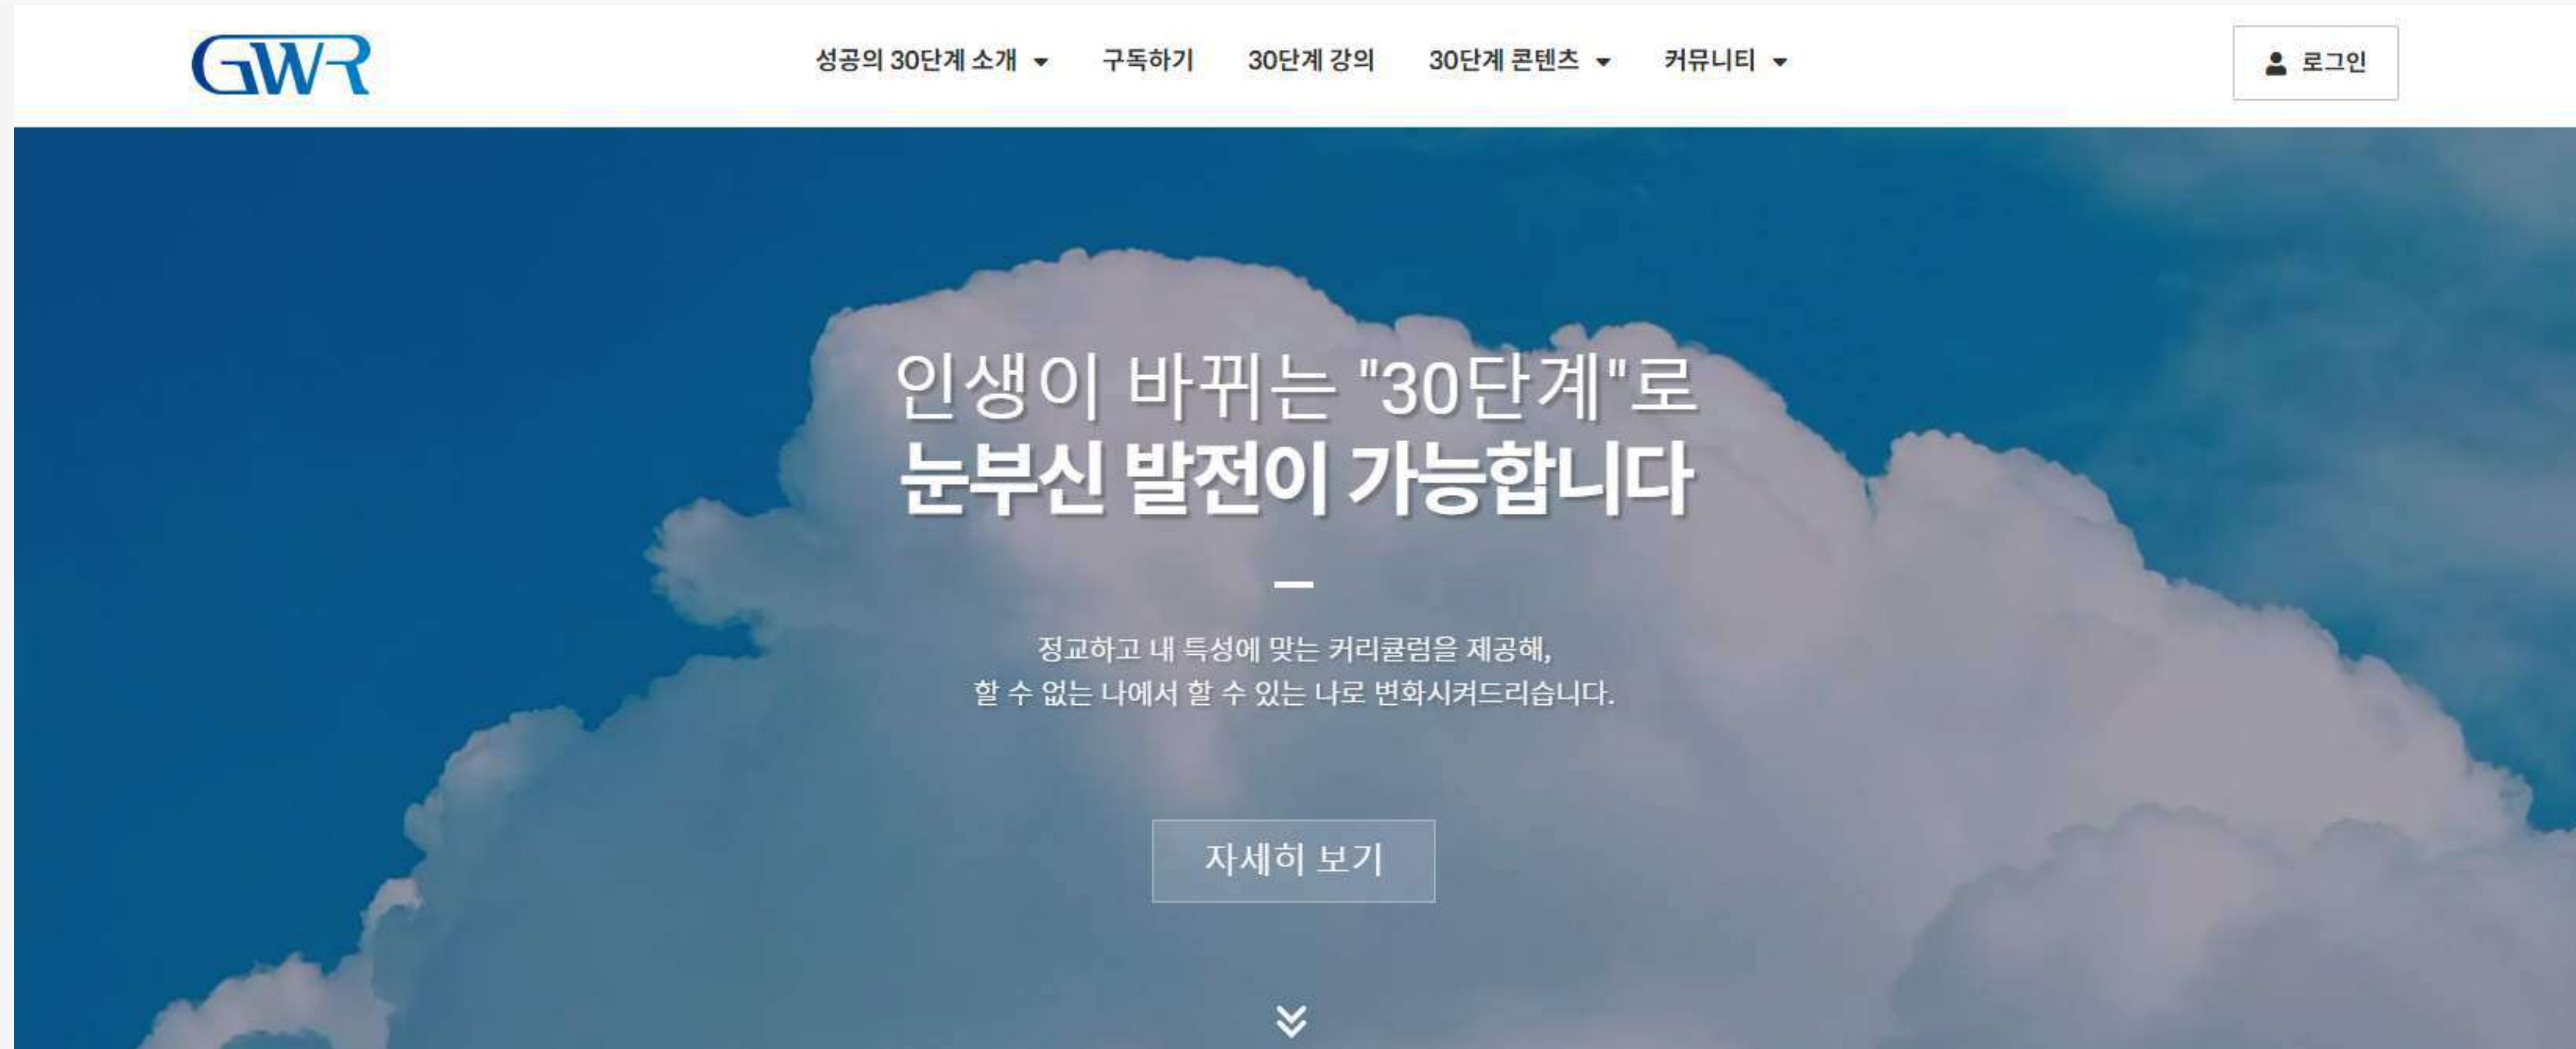 GWR
성공의 30단계 소개
구독하기
30단계 강의
30단계 콘텐츠
커뮤니티
로그인
인생이 바뀌는 "30단계"로
눈부신 발전이 가능합니다
정교하고 내 특성에 맞는 커리큘럼을 제공해,
할 수 없는 나에서 할 수 있는 나로 변화시켜드리습니다.
자세히 보기